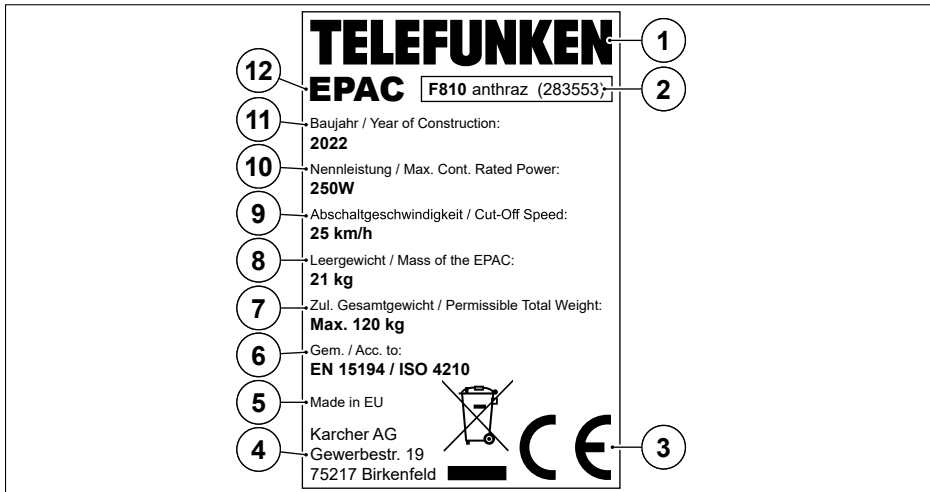 TELEFUNKEN
1
12
EPAC
F810 anthraz (283553)
2
11
Baujahr / Year of Construction:
2022
10
Nennleistung / Max. Cont. Rated Power:
250W
9
Abschaltgeschwindigkeit / Cut-Off Speed:
25 km/h
8
Leergewicht / Mass of the EPAC:
21 kg
7
Zul. Gesamtgewicht / Permissible Total Weight:
Max. 120 kg
6
Gem. / Acc. to:
EN 15194 / ISO 4210
5
Made in EU
4
Karcher AG
Gewerbestr. 19
75217 Birkenfeld
CE
3